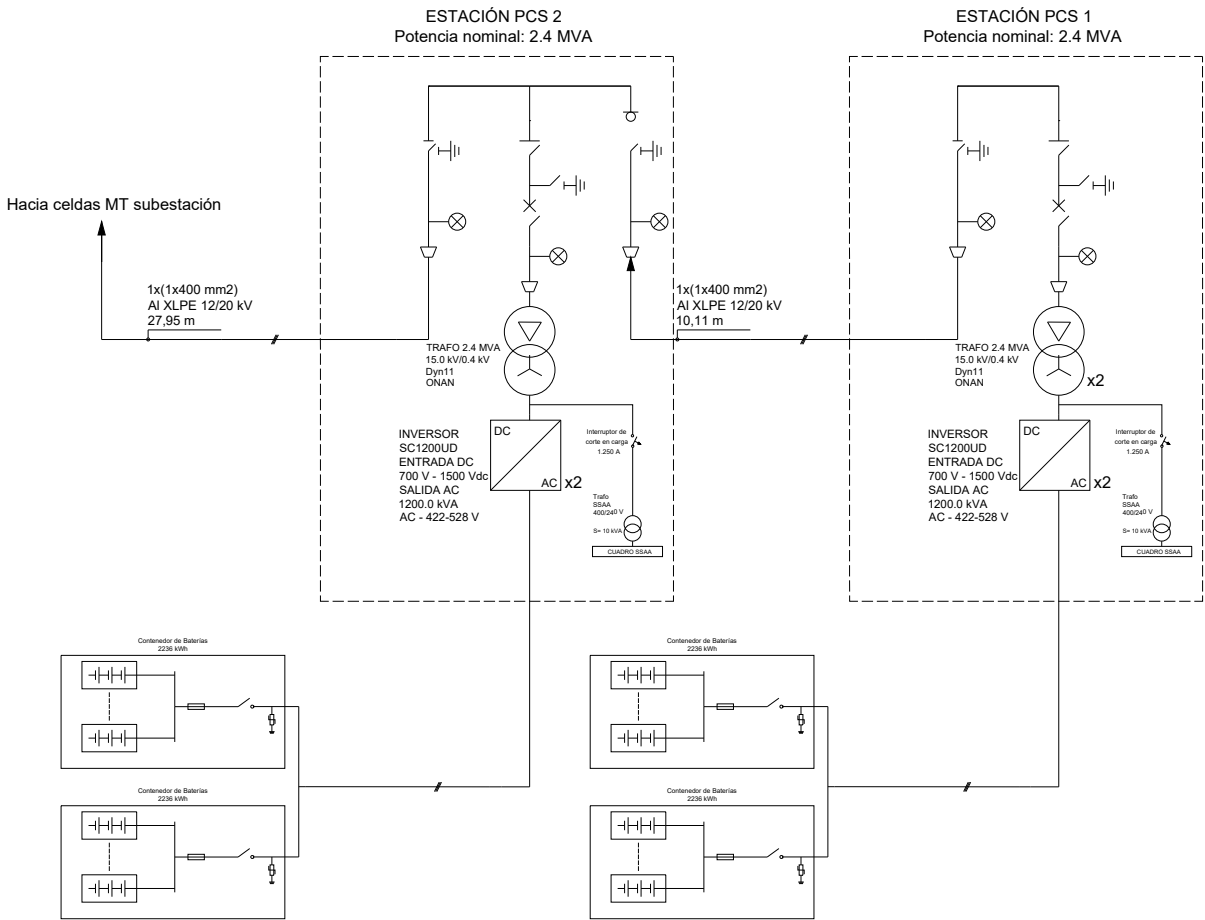 ESTACIÓN PCS 2
Potencia nominal: 2.4 MVA
ESTACIÓN PCS 1
Potencia nominal: 2.4 MVA
Hacia celdas MT subestación
1x(1x400 mm2)
Al XLPE 12/20 kV
27,95 m
TRAFO 2.4 MVA
15.0 kV/0.4 kV
Dyn11
ONAN
1x(1x400 mm2)
Al XLPE 12/20 kV
10,11 m
TRAFO 2.4 MVA
15.0 kV/0.4 kV
Dyn11
ONAN
x2
INVERSOR
SC1200UD
ENTRADA DC
700 V - 1500 Vdc
SALIDA AC
1200.0 kVA
AC - 422-528 V
DC
AC
x2
Interruptor de
corte en carga
1.250 A
Trafo
SSAA
400/240 V
S= 10 kVA
CUADRO SSAA
INVERSOR
SC1200UD
ENTRADA DC
700 V - 1500 Vdc
SALIDA AC
1200.0 kVA
AC - 422-528 V
DC
AC
x2
Interruptor de
corte en carga
1.250 A
Trafo
SSAA
400/240 V
S= 10 kVA
CUADRO SSAA
Contenedor de Baterías
2236 kWh
Contenedor de Baterías
2236 kWh
Contenedor de Baterías
2236 kWh
Contenedor de Baterías
2236 kWh